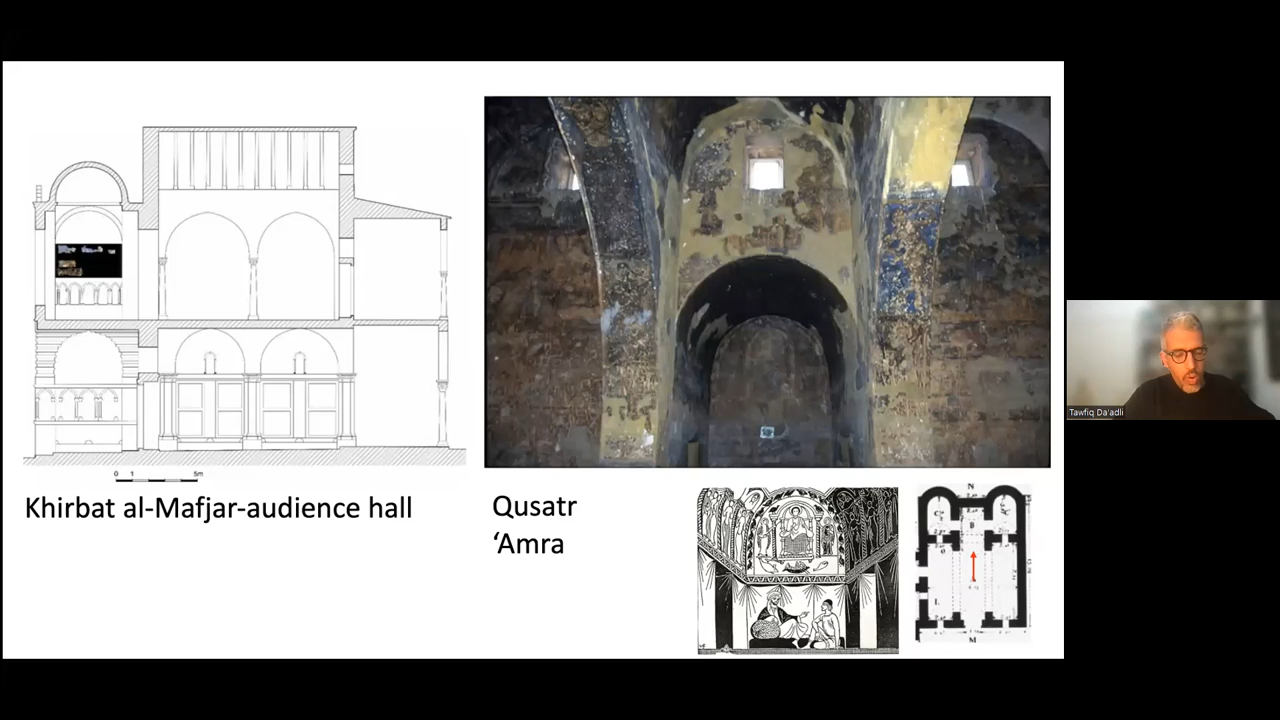 0 1 5m
Khirbat al-Mafjar-audience hall
Qusatr
‘Amra
N
B
L
M
Tawfiq Da'adli